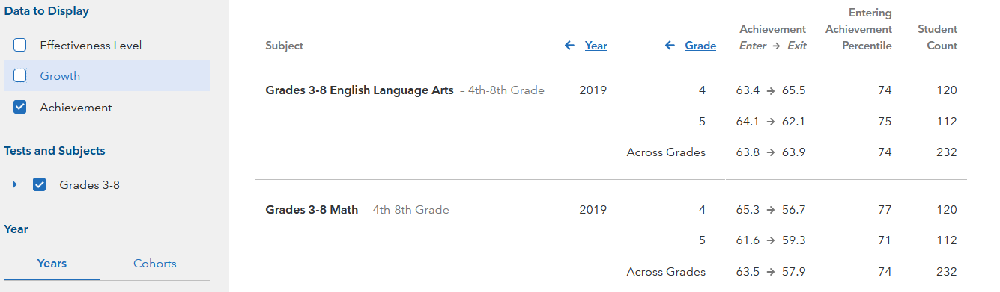 Data to Display
Effectiveness Level
Growth
Achievement
Tests and Subjects
Grades 3-8
Year
Years Cohorts
Entering
Achievement Achievement Student
Subject ← Year ← Grade Enter → Exit Percentile Count
Grades 3-8 English Language Arts – 4th-8th Grade 2019 4 63.4 → 65.5 74 120
5 64.1 → 62.1 75 112
Across Grades 63.8 → 63.9 74 232
Grades 3-8 Math – 4th-8th Grade 2019 4 65.3 → 56.7 77 120
5 61.6 → 59.3 71 112
Across Grades 63.5 → 57.9 74 232